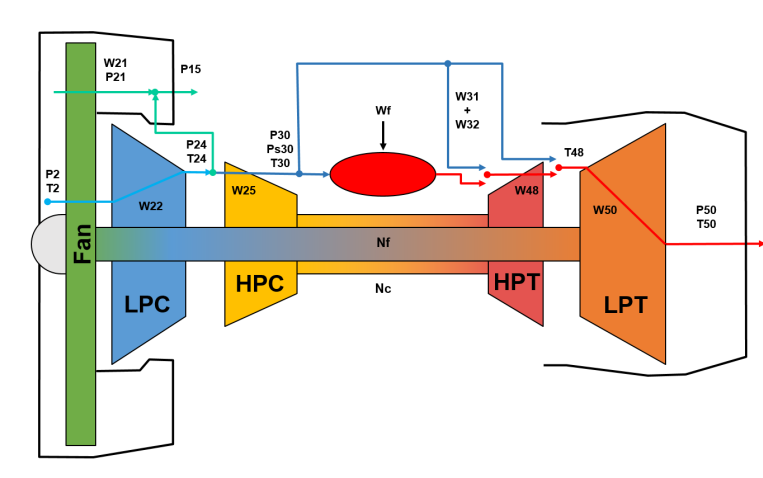 W21
P21
P15
P2
T2
P24
T24
P30
Ps30
T30
Wf
W31
+
W32
T48
W22
W25
W48
W50
P50
T50
Fan
Nf
LPC
HPC
Nc
HPT
LPT